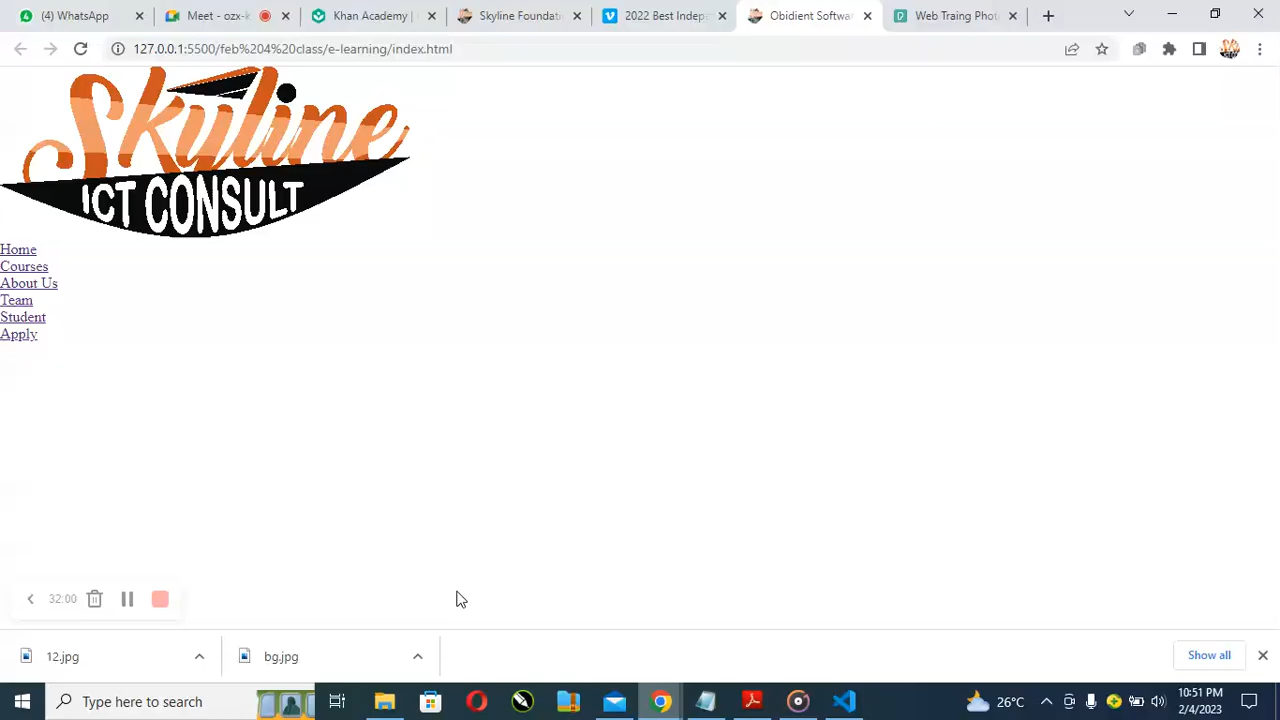 (4) WhatsApp
Meet - ozx-k
Khan Academy |
Skyline Foundat
2022 Best Indep
Obidient Softwar
Web Traing Phot
127.0.0.1:5500/feb%204%20class/e-learning/index.html
Skyline
ICT CONSULT
Home
Courses
About Us
Team
Student
Apply
32:00
12.jpg
bg.jpg
Show all
Type here to search
26°C
10:51 PM
2/4/2023